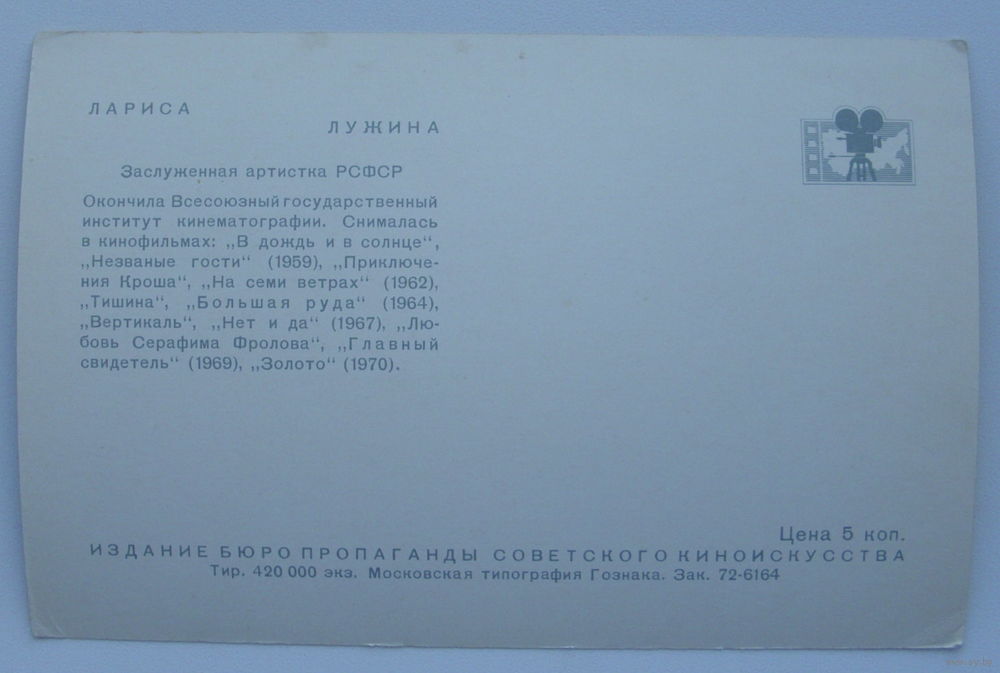 ЛАРИСА
ЛУЖИНА
Заслуженная артистка РСФСР
Окончила Всесоюзный государственный
институт кинематографии. Снималась
в кинофильмах: „В дождь и в солнце“,
„Незваные гости“ (1959), „Приключе-
ния Кроша“, „На семи ветрах“ (1962),
„Тишина“, „Большая руда“ (1964),
„Вертикаль“, „Нет и да“ (1967), „Лю-
бовь Серафима Фролова“, „Главный
свидетель“ (1969), „Золото“ (1970).
Цена 5 коп.
ИЗДАНИЕ БЮРО ПРОПАГАНДЫ СОВЕТСКОГО КИНОИСКУССТВА
Тир. 420 000 экз. Московская типография Гознака. Зак. 72-6164